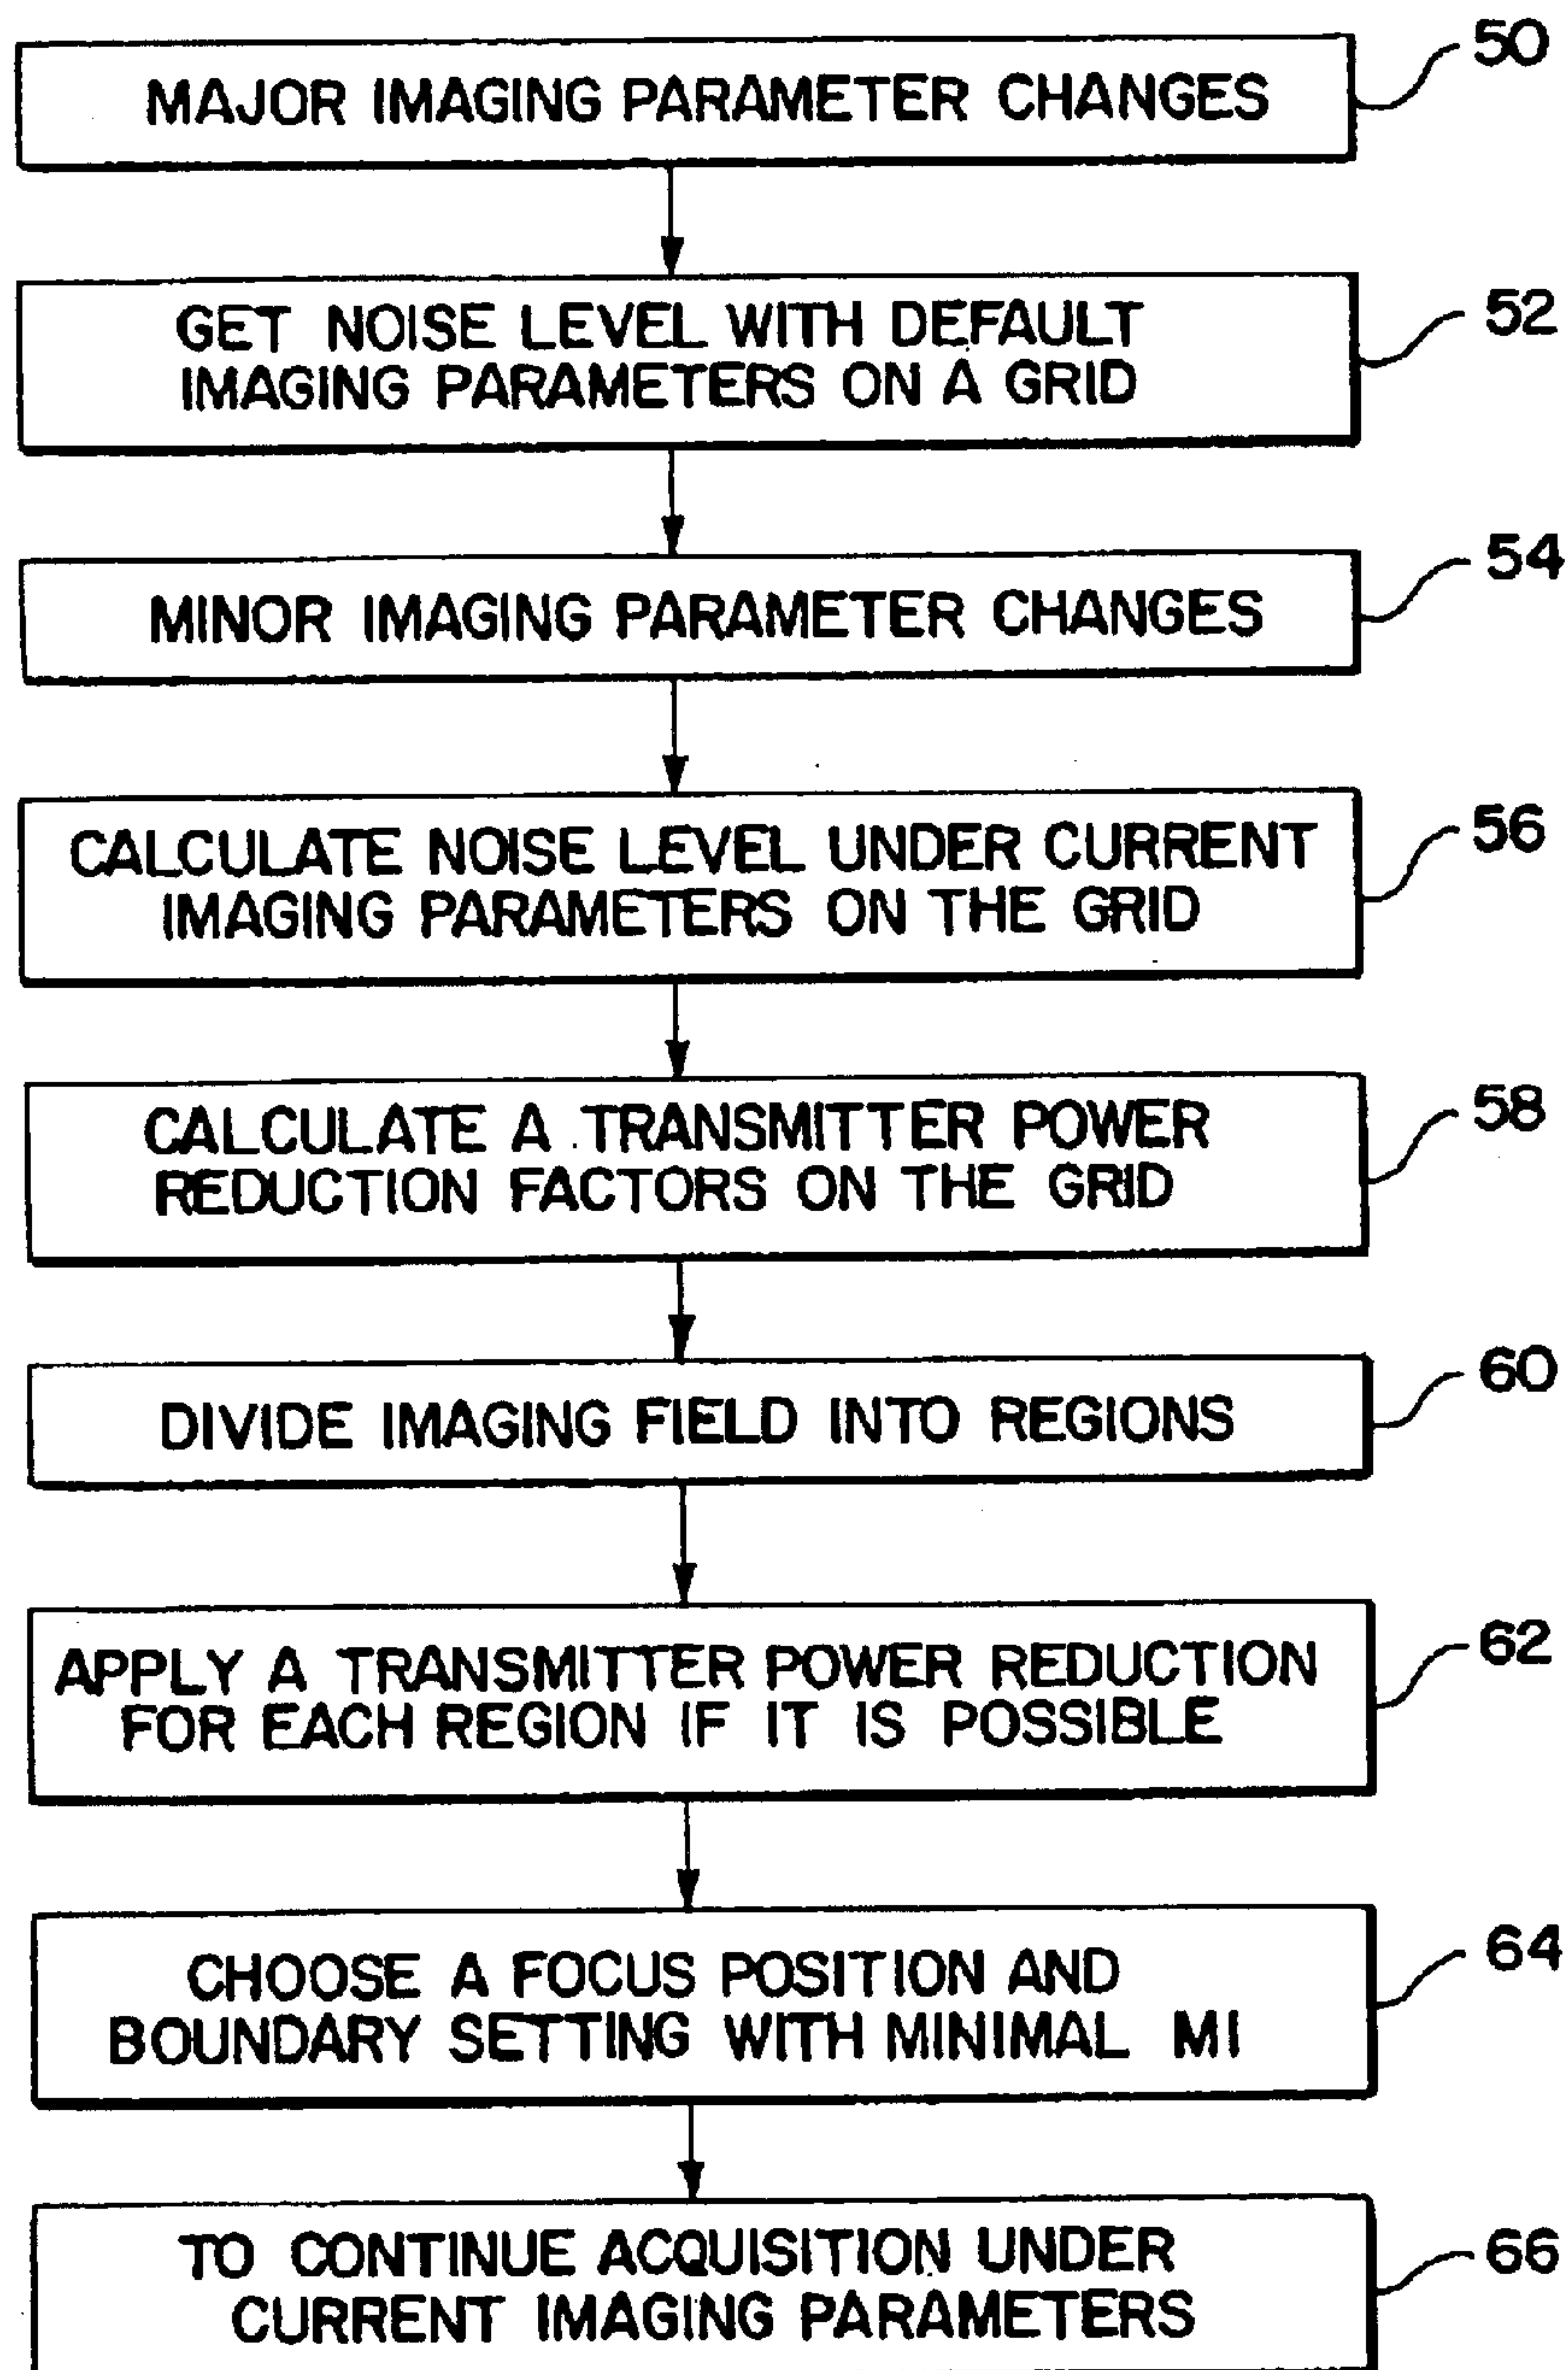 MAJOR IMAGING PARAMETER CHANGES
50
GET NOISE LEVEL WITH DEFAULT
IMAGING PARAMETERS ON A GRID
52
MINOR IMAGING PARAMETER CHANGES
54
CALCULATE NOISE LEVEL UNDER CURRENT
IMAGING PARAMETERS ON THE GRID
56
CALCULATE A TRANSMITTER POWER
REDUCTION FACTORS ON THE GRID
58
DIVIDE IMAGING FIELD INTO REGIONS
60
APPLY A TRANSMITTER POWER REDUCTION
FOR EACH REGION IF IT IS POSSIBLE
62
CHOOSE A FOCUS POSITION AND
BOUNDARY SETTING WITH MINIMAL MI
64
TO CONTINUE ACQUISITION UNDER
CURRENT IMAGING PARAMETERS
66